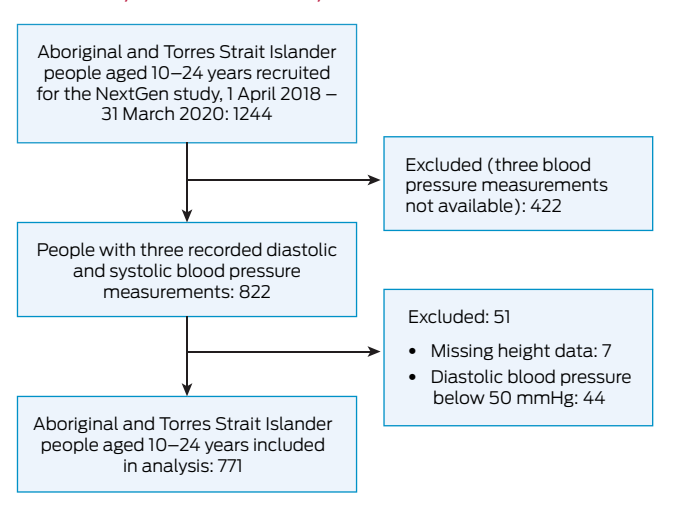 Aboriginal and Torres Strait Islander
people aged 10–24 years recruited
for the NextGen study, 1 April 2018 –
31 March 2020: 1244
Excluded (three blood
pressure measurements
not available): 422
People with three recorded diastolic
and systolic blood pressure
measurements: 822
Excluded: 51
• Missing height data: 7
• Diastolic blood pressure
below 50 mmHg: 44
Aboriginal and Torres Strait Islander
people aged 10–24 years included
in analysis: 771